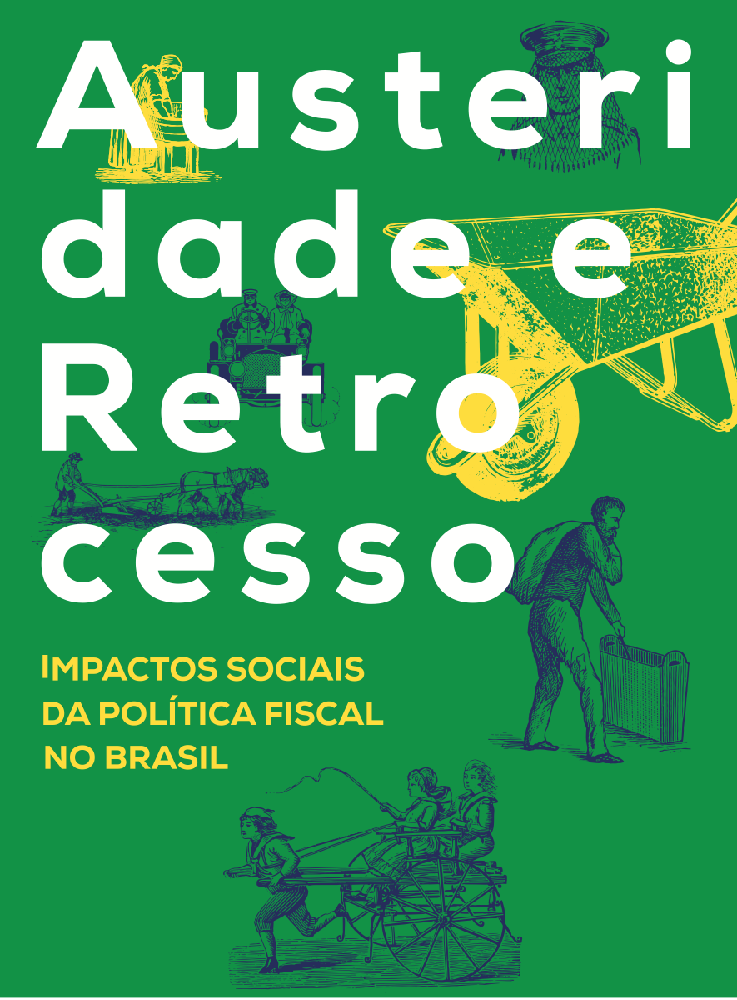 Austeri
dade e
Retro
cesso
IMPACTOS SOCIAIS
DA POLÍTICA FISCAL
NO BRASIL